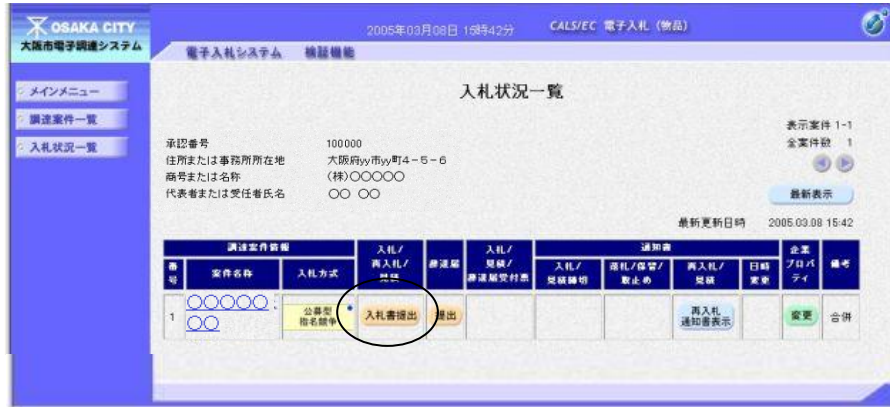 OSAKA CITY
大阪市電子調達システム
2005年03月08日 15時42分
CALS/EC 電子入札（物品）
電子入札システム 検証機能
メインメニュー
調達案件一覧
入札状況一覧
入札状況一覧
表示案件 1-1
全案件数 1
承認番号 100000
住所または事務所所在地 大阪府yy市yy町4-5-6
商号または名称 (株)〇〇〇〇〇
代表者または受任者氏名 〇〇 〇〇
最新表示
最新更新日時 2005.03.08 15:42
調達案件情報
入札/
再入札/
見積
辞退届
入札/
見積/
辞退届受付票
通知書
企業
プロパ
ティ
備考
番号
案件名称
入札方式
入札/
見積締切
落札/保留/
取止め
再入札/
見積
日時
変更
1
〇〇〇〇〇
〇〇
公募型
指名競争
入札書提出
提出
再入札
通知書表示
変更
合併